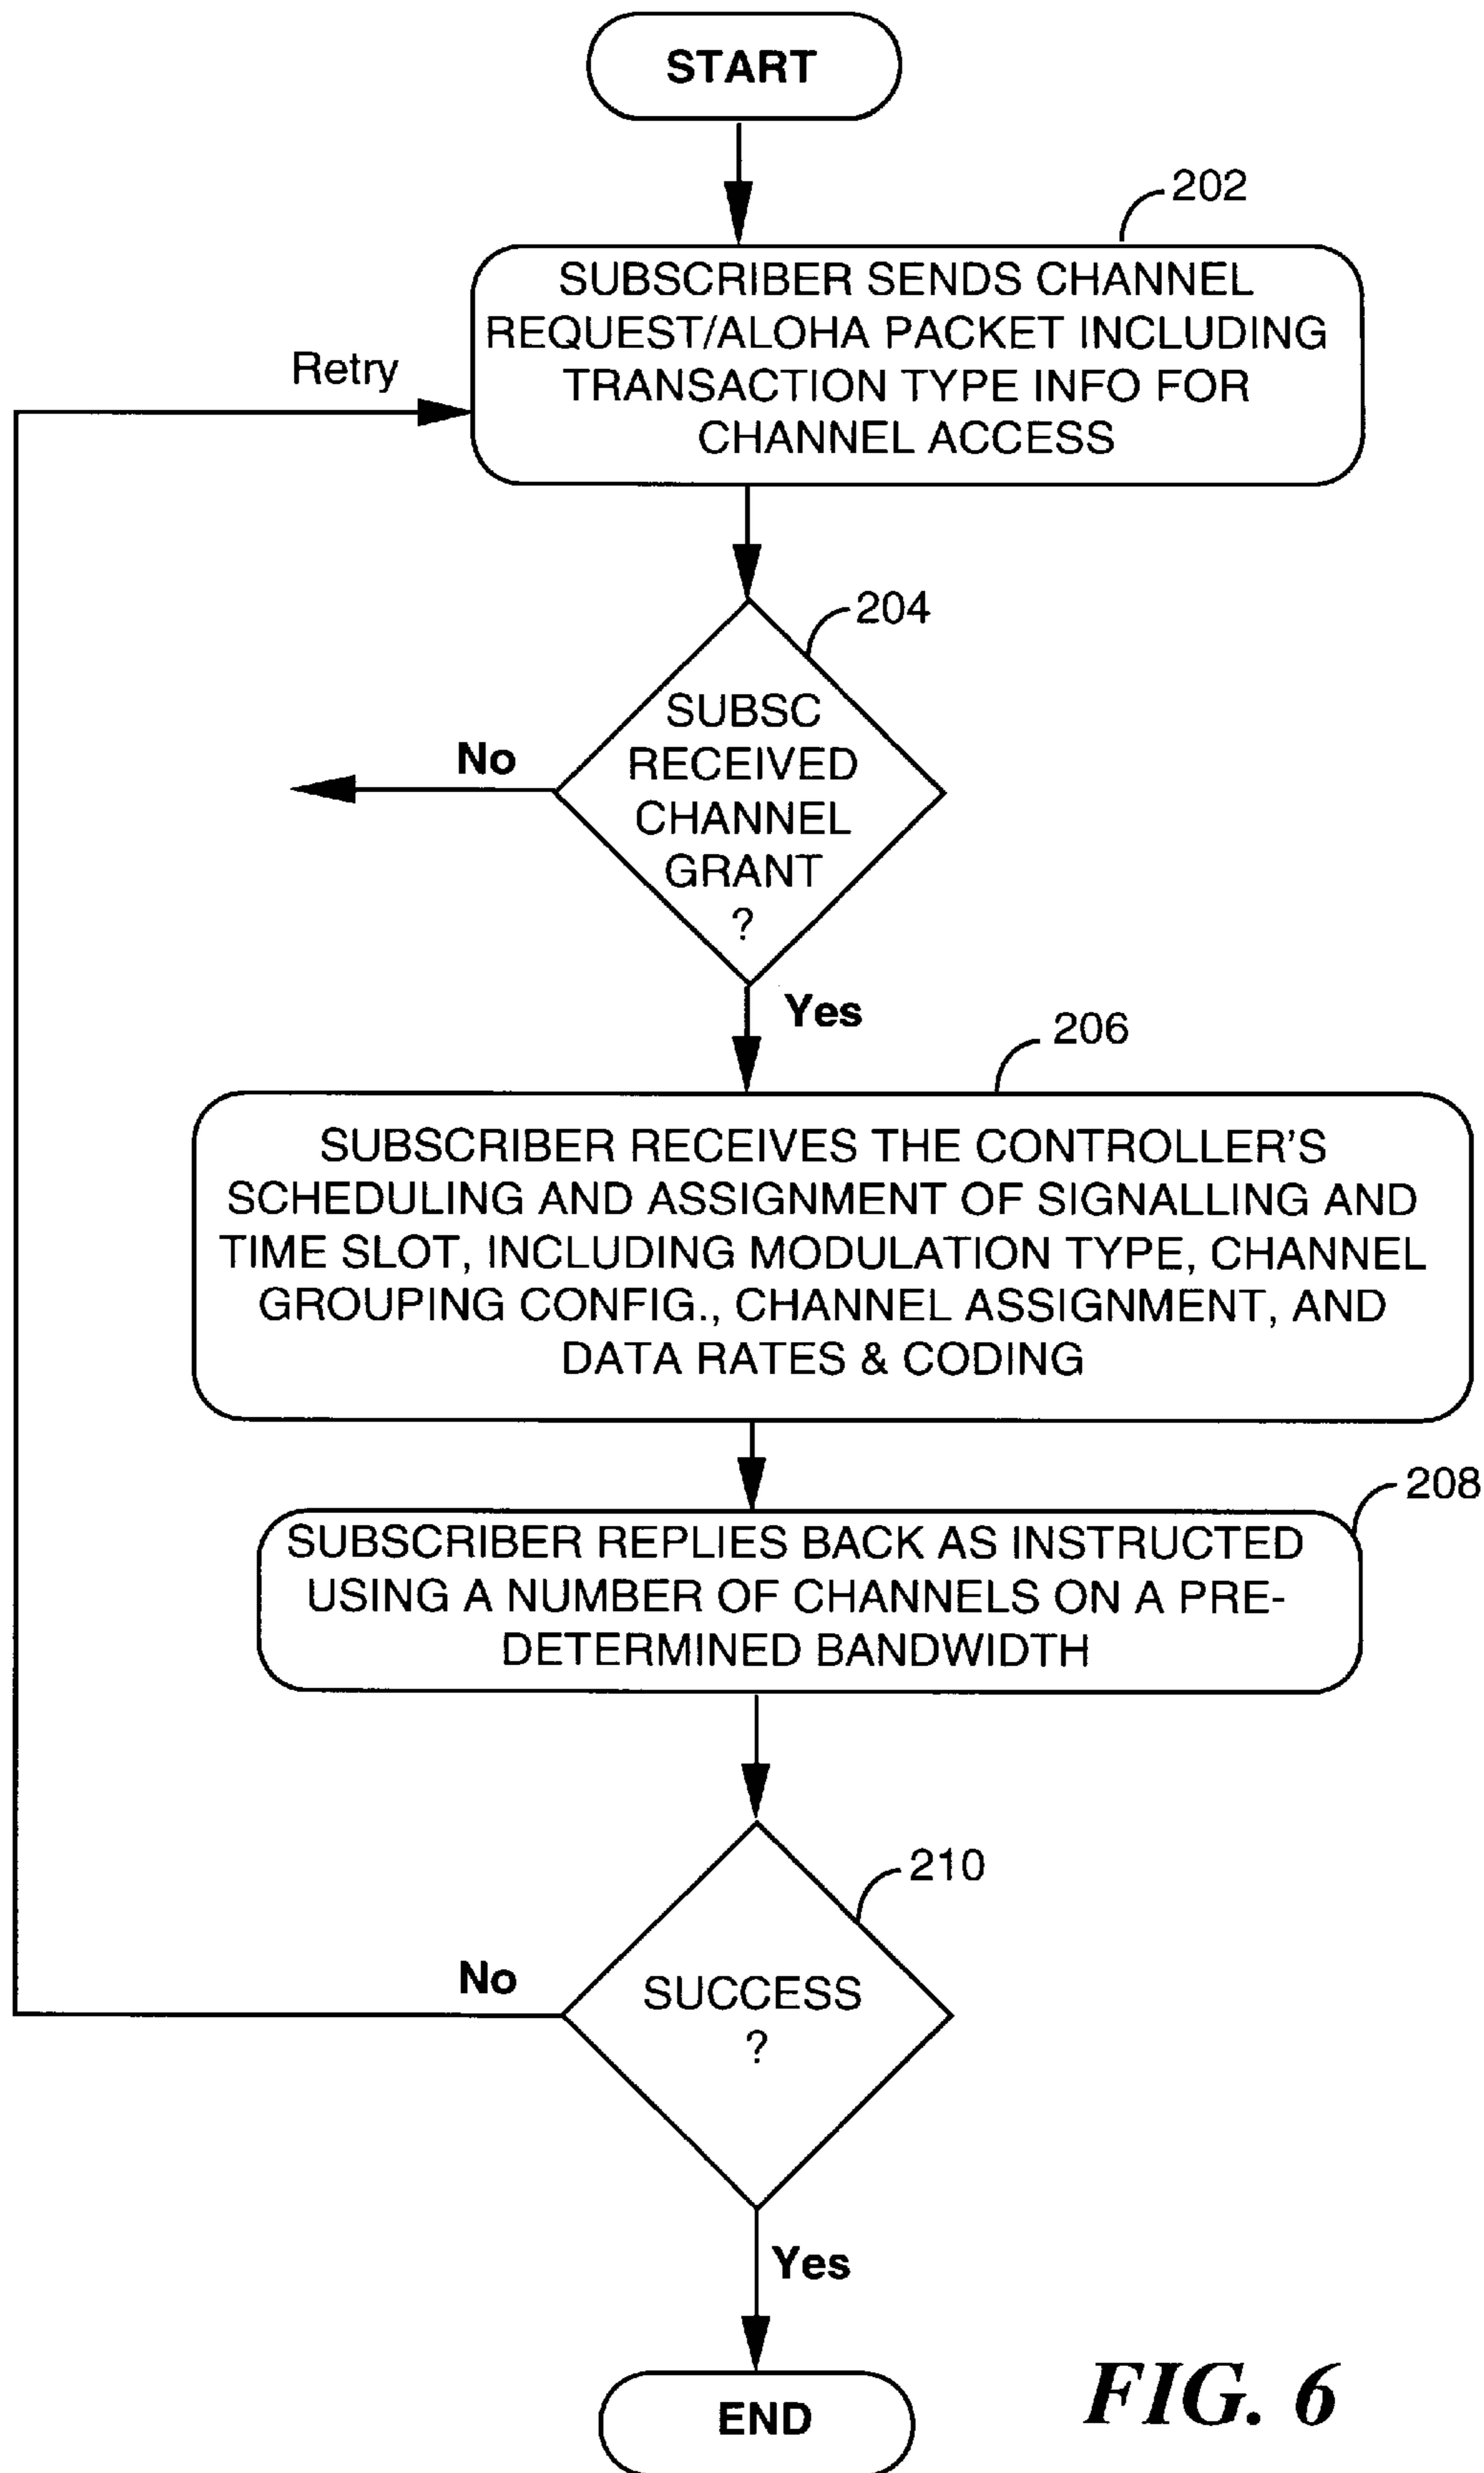 START
202
SUBSCRIBER SENDS CHANNEL
REQUEST/ALOHA PACKET INCLUDING
TRANSACTION TYPE INFO FOR
CHANNEL ACCESS
Retry
204
SUBSC
RECEIVED
CHANNEL
GRANT
?
No
Yes
206
SUBSCRIBER RECEIVES THE CONTROLLER'S
SCHEDULING AND ASSIGNMENT OF SIGNALLING AND
TIME SLOT, INCLUDING MODULATION TYPE, CHANNEL
GROUPING CONFIG., CHANNEL ASSIGNMENT, AND
DATA RATES & CODING
208
SUBSCRIBER REPLIES BACK AS INSTRUCTED
USING A NUMBER OF CHANNELS ON A PRE-
DETERMINED BANDWIDTH
210
No
SUCCESS
?
Yes
END
FIG. 6